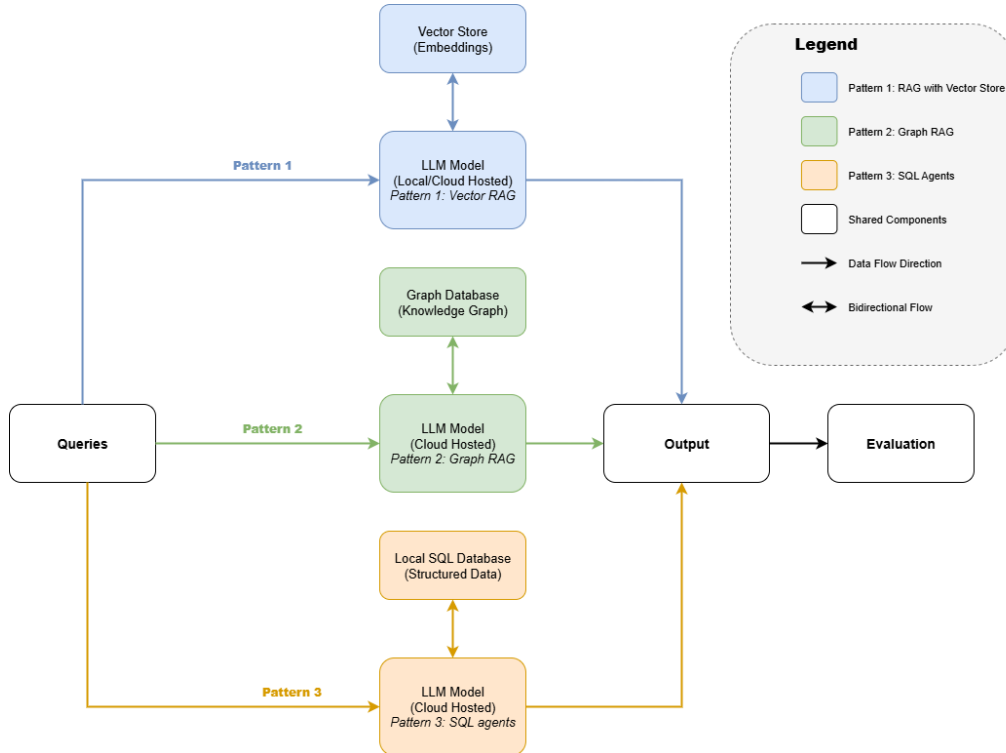 Vector Store
(Embeddings)
Legend
Pattern 1: RAG with Vector Store
Pattern 2: Graph RAG
Pattern 3: SQL Agents
Shared Components
Data Flow Direction
Bidirectional Flow
Pattern 1
LLM Model
(Local/Cloud Hosted)
Pattern 1: Vector RAG
Graph Database
(Knowledge Graph)
Queries
Pattern 2
LLM Model
(Cloud Hosted)
Pattern 2: Graph RAG
Output
Evaluation
Local SQL Database
(Structured Data)
Pattern 3
LLM Model
(Cloud Hosted)
Pattern 3: SQL agents